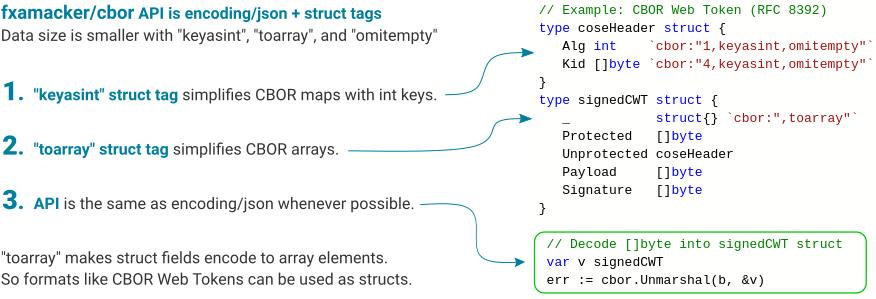 fxamacker/cbor API is encoding/json + struct tags
Data size is smaller with "keyasint", "toarray", and "omitempty"
1. "keyasint" struct tag simplifies CBOR maps with int keys.
2. "toarray" struct tag simplifies CBOR arrays.
3. API is the same as encoding/json whenever possible.
"toarray" makes struct fields encode to array elements.
So formats like CBOR Web Tokens can be used as structs.
// Example: CBOR Web Token (RFC 8392)
type coseHeader struct {
   Alg int    `cbor:"1,keyasint,omitempty"`
   Kid []byte `cbor:"4,keyasint,omitempty"`
}
type signedCWT struct {
   _           struct{} `cbor:",toarray"`
   Protected   []byte
   Unprotected coseHeader
   Payload     []byte
   Signature   []byte
}
// Decode []byte into signedCWT struct
var v signedCWT
err := cbor.Unmarshal(b, &v)